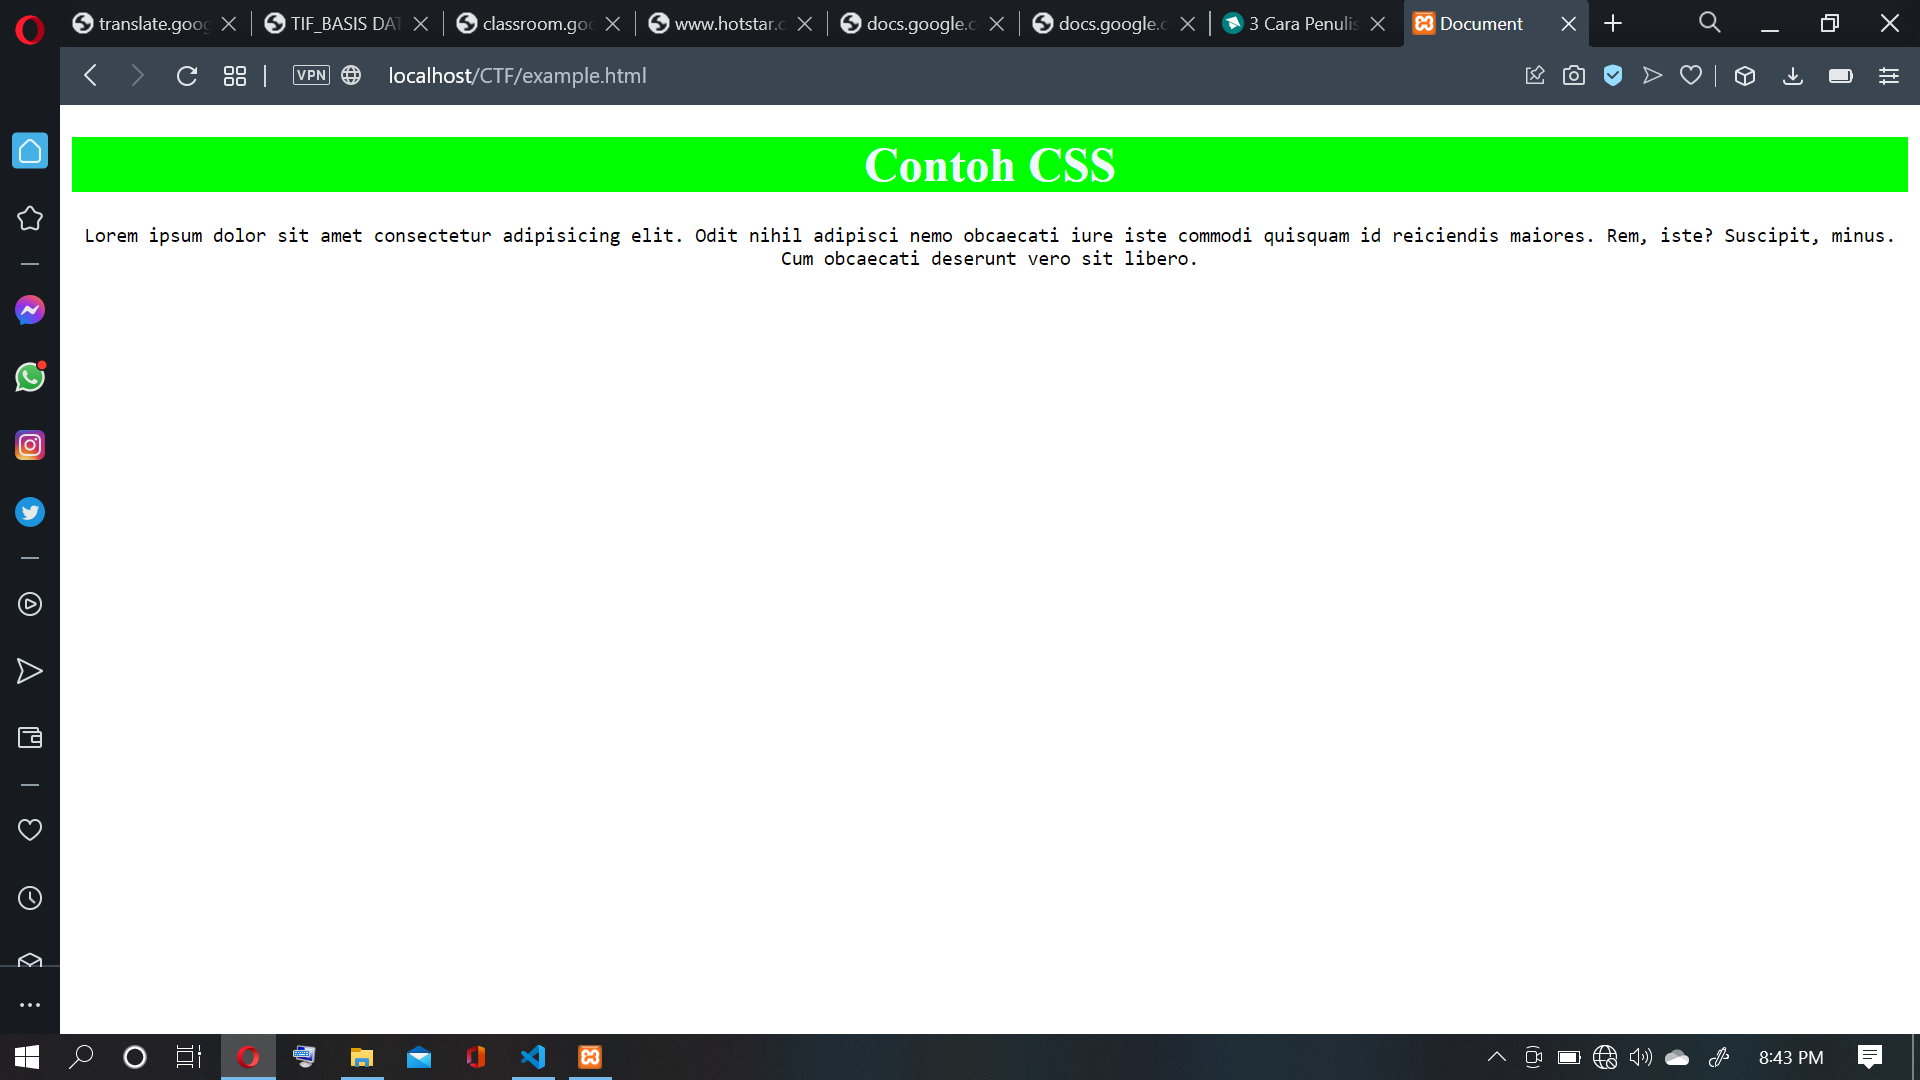 translate.goog
TIF_BASIS DAT
classroom.goo
www.hotstar.c
docs.google.c
docs.google.c
3 Cara Penulis
Document
VPN
localhost/CTF/example.html
Contoh CSS
Lorem ipsum dolor sit amet consectetur adipisicing elit. Odit nihil adipisci nemo obcaecati iure iste commodi quisquam id reiciendis maiores. Rem, iste? Suscipit, minus.
Cum obcaecati deserunt vero sit libero.
8:43 PM